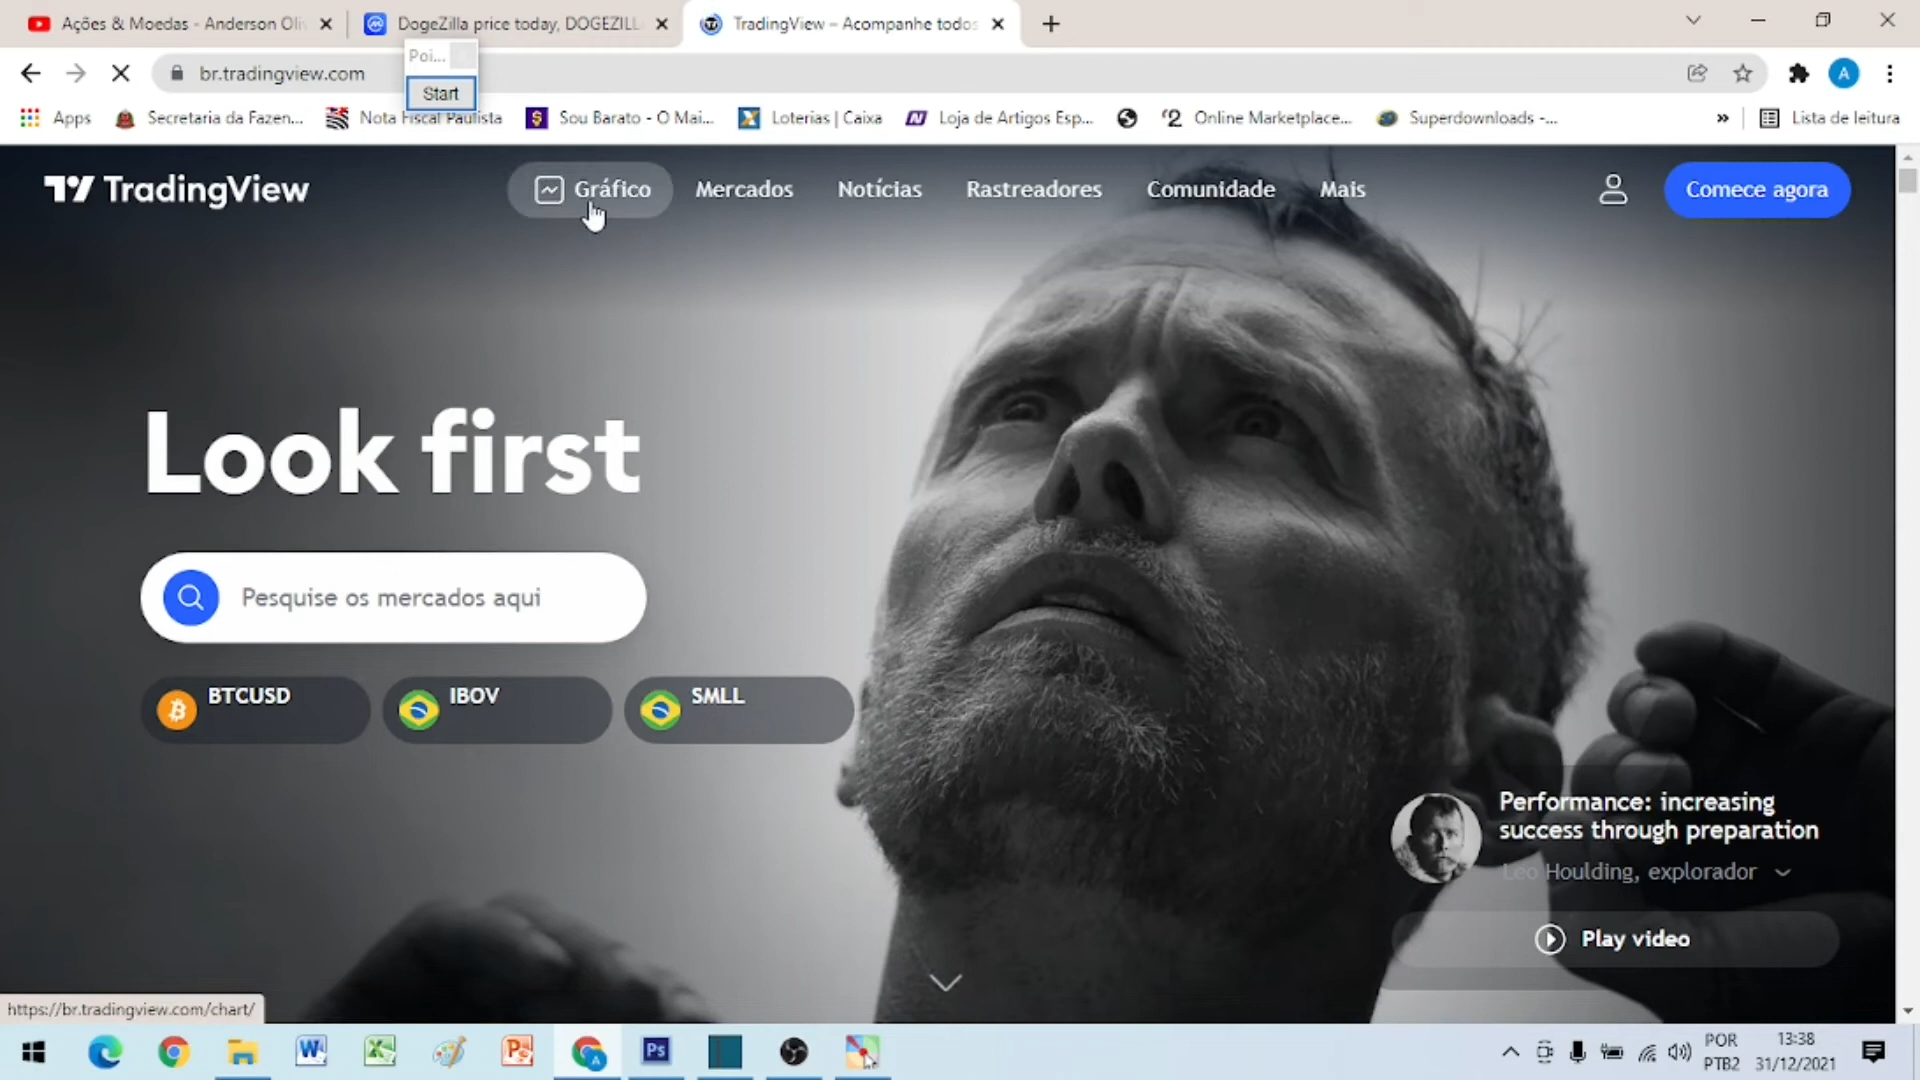 Ações & Moedas - Anderson Oli
DogeZilla price today, DOGEZILL
TradingView – Acompanhe todos
Poi...
Start
br.tradingview.com
A
Apps
Secretaria da Fazen...
Nota Fiscal Paulista
Sou Barato - O Mai...
Loterias | Caixa
Loja de Artigos Esp...
Online Marketplace...
Superdownloads -...
»
Lista de leitura
TradingView
Gráfico
Mercados
Notícias
Rastreadores
Comunidade
Mais
Comece agora
Look first
Pesquise os mercados aqui
BTCUSD
IBOV
SMLL
Performance: increasing
success through preparation
Leo Houlding, explorador
Play video
https://br.tradingview.com/chart/
POR
PTB2
13:38
31/12/2021